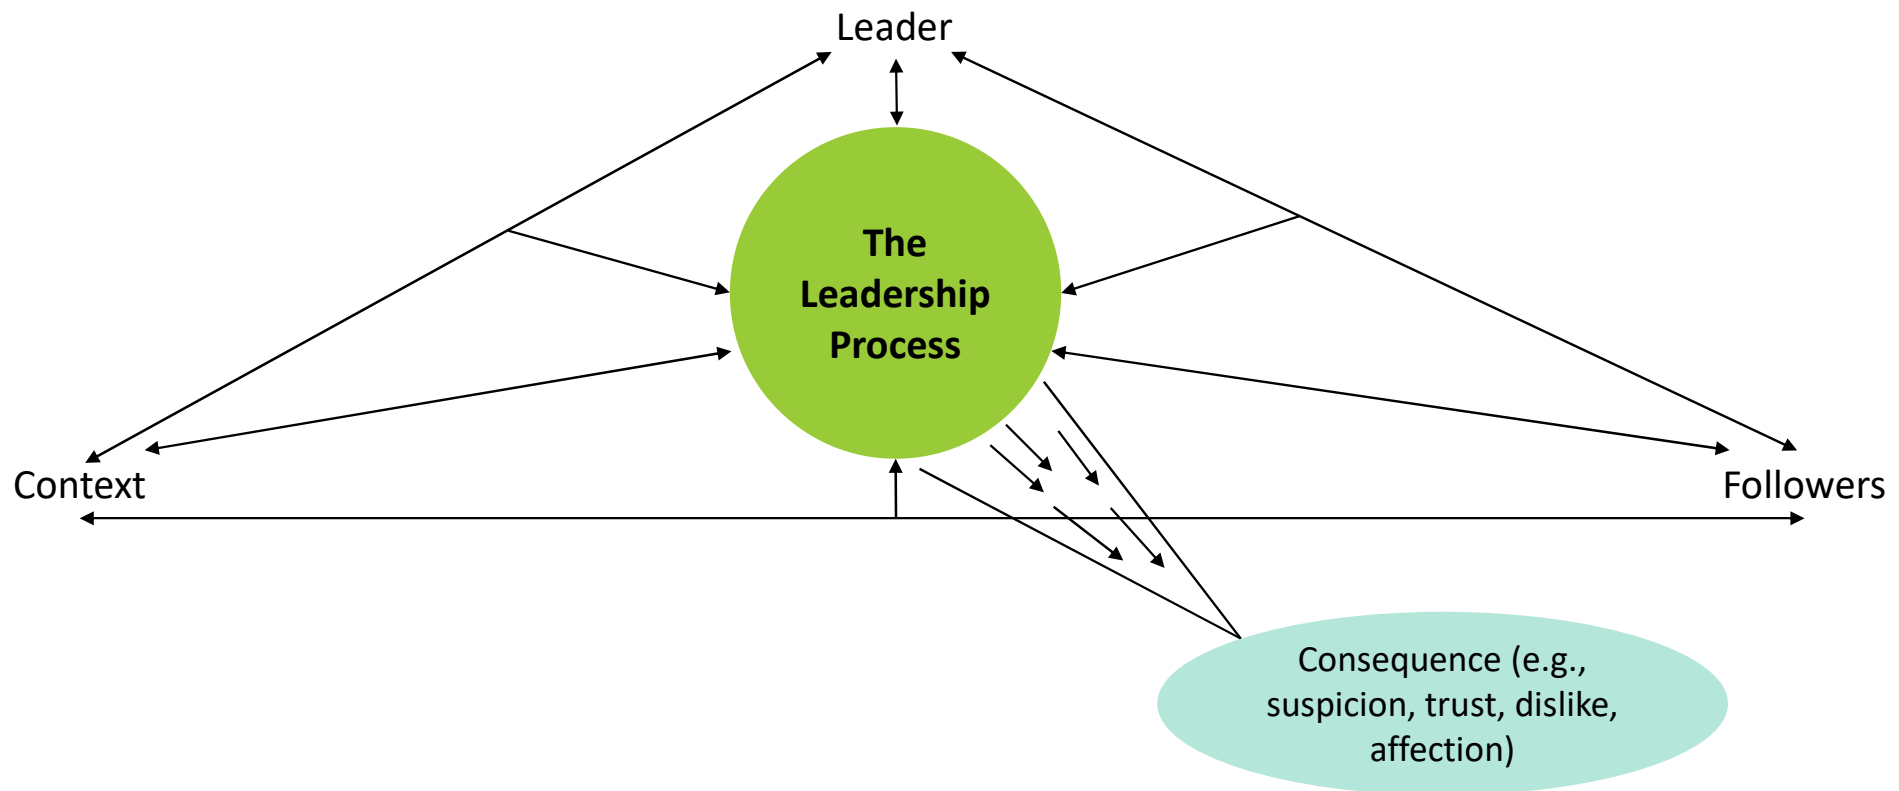 Leader
The
Leadership
Process
Context
Followers
Consequence (e.g.,
suspicion, trust, dislike,
affection)